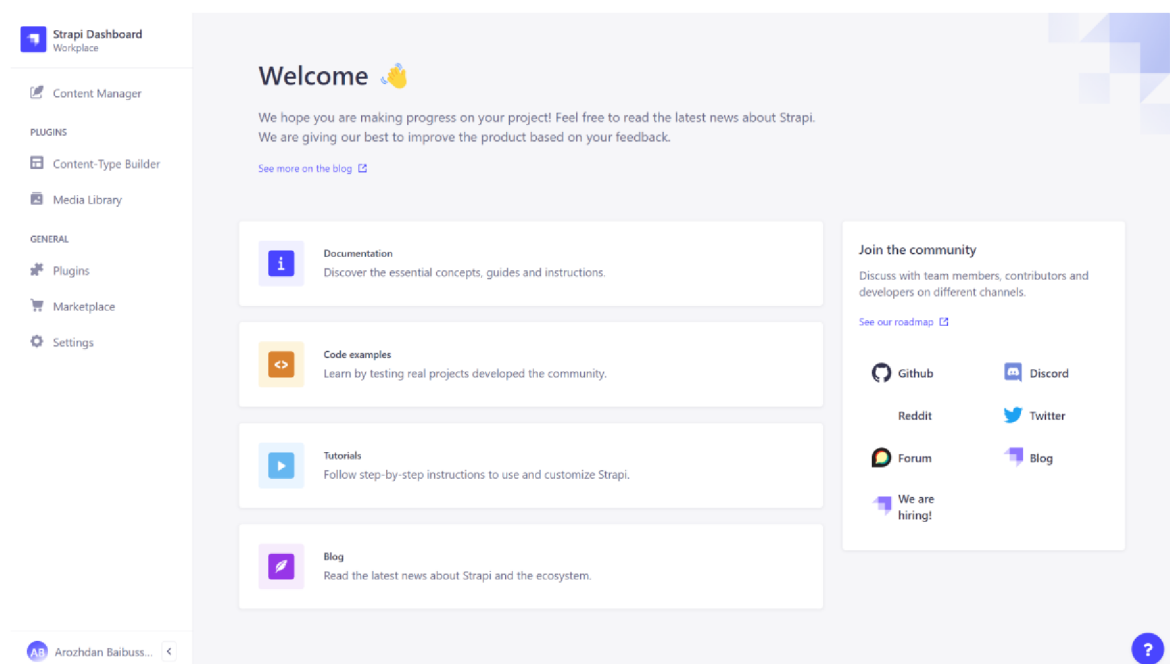 Strapi Dashboard
Workplace
Content Manager
PLUGINS
Content-Type Builder
Media Library
GENERAL
Plugins
Marketplace
Settings
AB
Arozhdan Baibuss...
Welcome
We hope you are making progress on your project! Feel free to read the latest news about Strapi.
We are giving our best to improve the product based on your feedback.
See more on the blog
Documentation
Discover the essential concepts, guides and instructions.
Code examples
Learn by testing real projects developed the community.
Tutorials
Follow step-by-step instructions to use and customize Strapi.
Blog
Read the latest news about Strapi and the ecosystem.
Join the community
Discuss with team members, contributors and
developers on different channels.
See our roadmap
Github
Discord
Reddit
Twitter
Forum
Blog
We are
hiring!
?